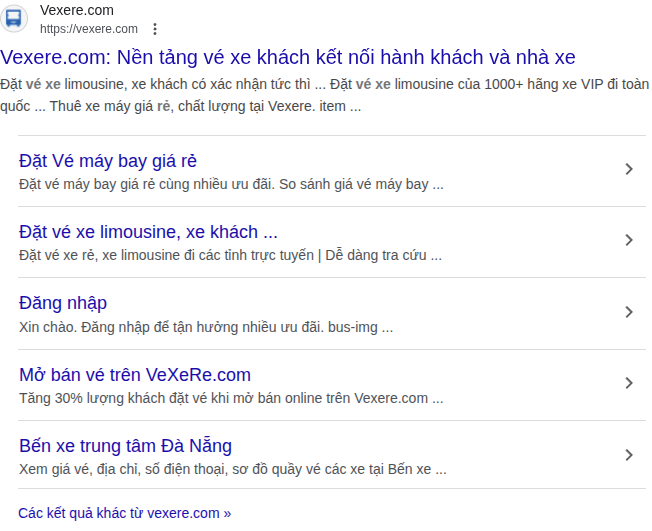 Vexere.com
https://vexere.com
Vexere.com: Nền tảng vé xe khách kết nối hành khách và nhà xe
Đặt vé xe limousine, xe khách có xác nhận tức thì ... Đặt vé xe limousine của 1000+ hãng xe VIP đi toàn
quốc ... Thuê xe máy giá rẻ, chất lượng tại Vexere. item ...
Đặt Vé máy bay giá rẻ
Đặt vé máy bay giá rẻ cùng nhiều ưu đãi. So sánh giá vé máy bay ...
Đặt vé xe limousine, xe khách ...
Đặt vé xe rẻ, xe limousine đi các tỉnh trực tuyến | Dễ dàng tra cứu ...
Đăng nhập
Xin chào. Đăng nhập để tận hưởng nhiều ưu đãi. bus-img ...
Mở bán vé trên VeXeRe.com
Tăng 30% lượng khách đặt vé khi mở bán online trên Vexere.com ...
Bến xe trung tâm Đà Nẵng
Xem giá vé, địa chỉ, số điện thoại, sơ đồ quầy vé các xe tại Bến xe ...
Các kết quả khác từ vexere.com »